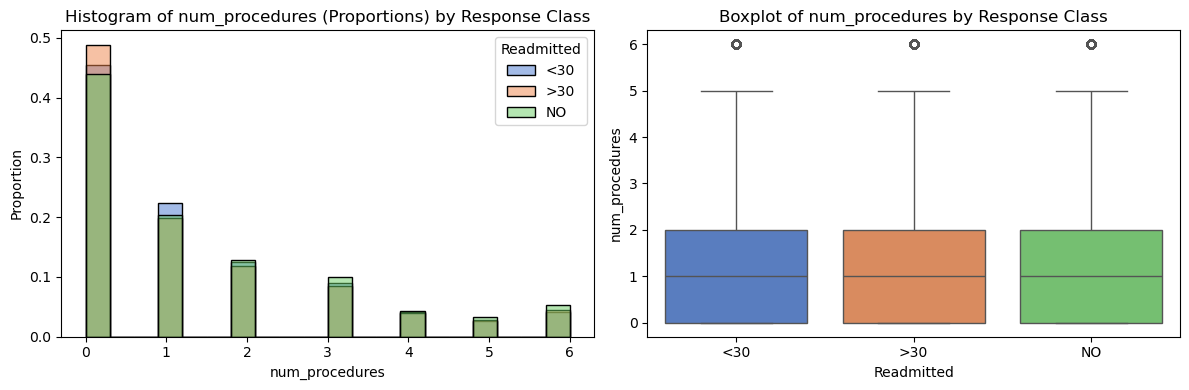 Histogram of num_procedures (Proportions) by Response Class
Proportion
0.5
0.4
0.3
0.2
0.1
0.0
Readmitted
<30
>30
NO
0 1 2 3 4 5 6
num_procedures
Boxplot of num_procedures by Response Class
num_procedures
6
5
4
3
2
1
0
<30 >30 NO
Readmitted